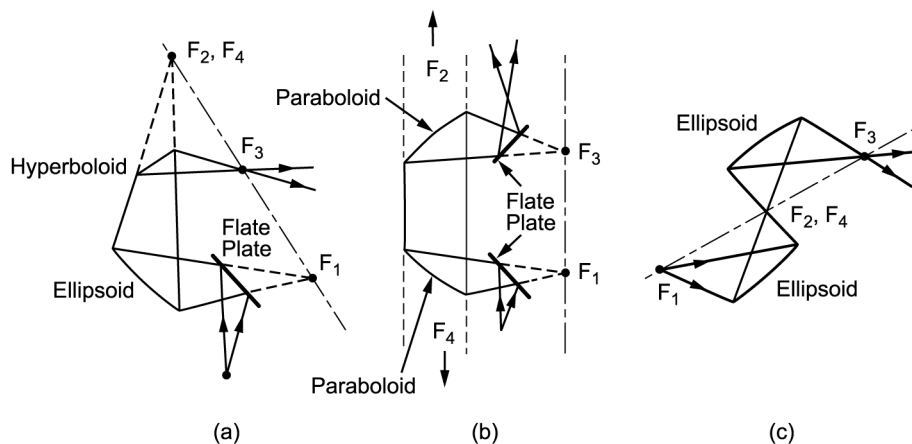 F2, F4
Hyperboloid
F3
Flate
Plate
F1
Ellipsoid
(a)
F2
Paraboloid
F3
Flate
Plate
F1
F4
Paraboloid
(b)
Ellipsoid
F3
F2, F4
F1
Ellipsoid
(c)